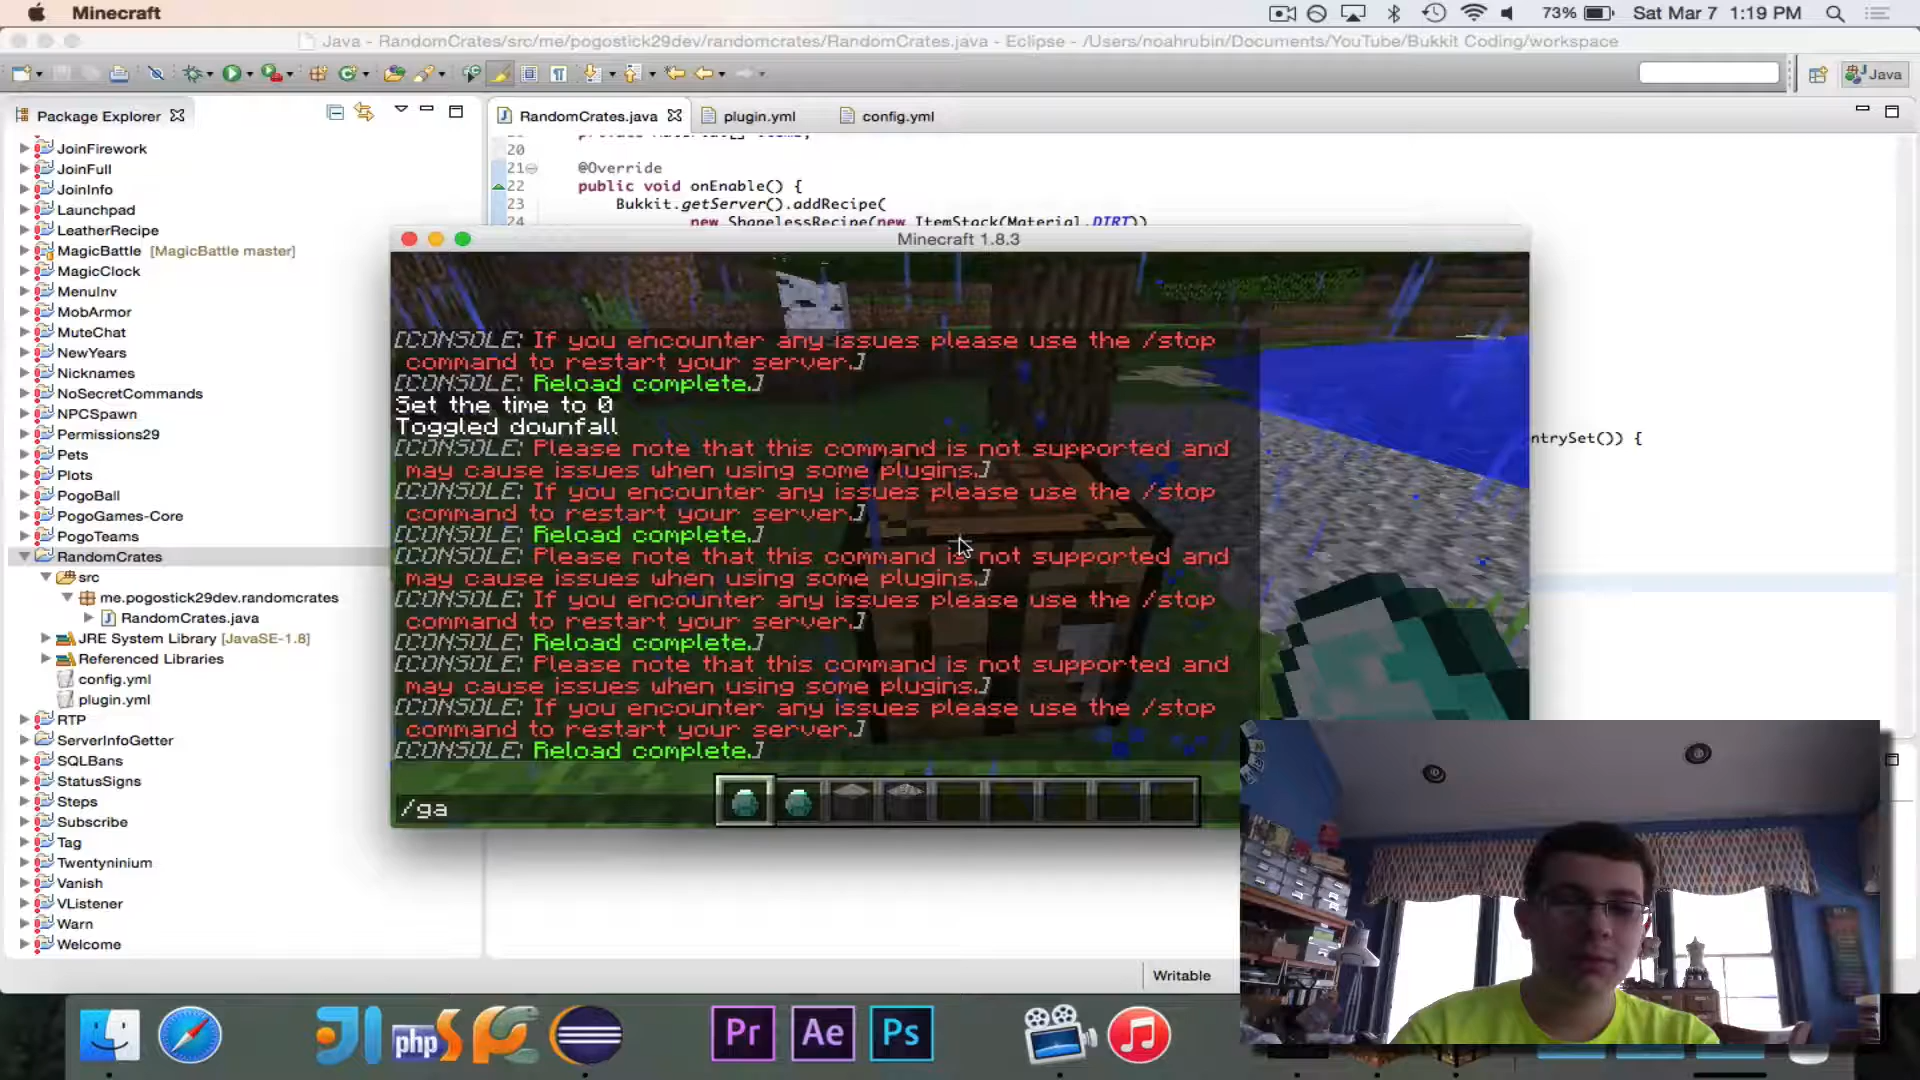 Minecraft
73%
Sat Mar 7 1:19 PM
Java - RandomCrates/src/me/pogostick29dev/randomcrates/RandomCrates.java - Eclipse - /Users/noahrubin/Documents/YouTube/Bukkit Coding/workspace
Java
Package Explorer
RandomCrates.java
plugin.yml
config.yml
JoinFirework
JoinFull
JoinInfo
Launchpad
LeatherRecipe
MagicBattle [MagicBattle master]
MagicClock
MenuInv
MobArmor
MuteChat
NewYears
Nicknames
NoSecretCommands
NPCSpawn
Permissions29
Pets
Plots
PogoBall
PogoGames-Core
PogoTeams
RandomCrates
src
me.pogostick29dev.randomcrates
RandomCrates.java
JRE System Library [JavaSE-1.8]
Referenced Libraries
config.yml
plugin.yml
RTP
ServerInfoGetter
SQLBans
StatusSigns
Steps
Subscribe
Tag
Twentyninium
Vanish
VListener
Warn
Welcome
20
21 @Override
22 public void onEnable() {
23 Bukkit.getServer().addRecipe(
24 new ShapelessRecipe(new ItemStack(Material.DIRT))
ntrySet()) {
Minecraft 1.8.3
[CONSOLE: If you encounter any issues please use the /stop
command to restart your server.]
[CONSOLE: Reload complete.]
Set the time to 0
Toggled downfall
[CONSOLE: Please note that this command is not supported and
may cause issues when using some plugins.]
[CONSOLE: If you encounter any issues please use the /stop
command to restart your server.]
[CONSOLE: Reload complete.]
[CONSOLE: Please note that this command is not supported and
may cause issues when using some plugins.]
[CONSOLE: If you encounter any issues please use the /stop
command to restart your server.]
[CONSOLE: Reload complete.]
[CONSOLE: Please note that this command is not supported and
may cause issues when using some plugins.]
[CONSOLE: If you encounter any issues please use the /stop
command to restart your server.]
[CONSOLE: Reload complete.]
/ga
Writable
php
Pr
Ae
Ps